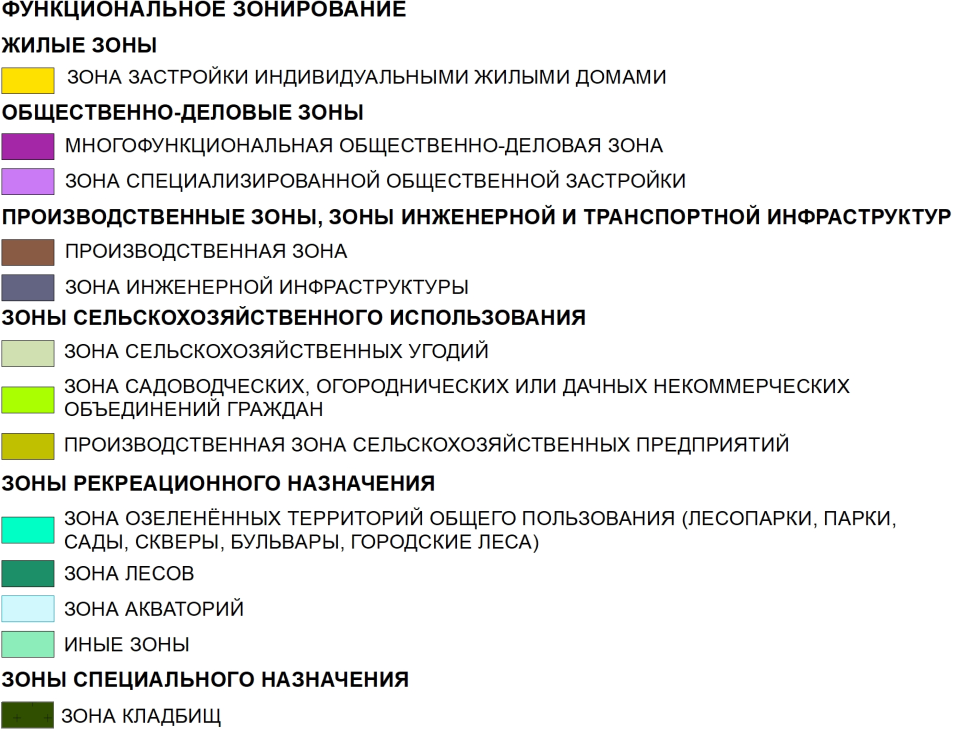 ФУНКЦИОНАЛЬНОЕ ЗОНИРОВАНИЕ
ЖИЛЫЕ ЗОНЫ
ЗОНА ЗАСТРОЙКИ ИНДИВИДУАЛЬНЫМИ ЖИЛЫМИ ДОМАМИ
ОБЩЕСТВЕННО-ДЕЛОВЫЕ ЗОНЫ
МНОГОФУНКЦИОНАЛЬНАЯ ОБЩЕСТВЕННО-ДЕЛОВАЯ ЗОНА
ЗОНА СПЕЦИАЛИЗИРОВАННОЙ ОБЩЕСТВЕННОЙ ЗАСТРОЙКИ
ПРОИЗВОДСТВЕННЫЕ ЗОНЫ, ЗОНЫ ИНЖЕНЕРНОЙ И ТРАНСПОРТНОЙ ИНФРАСТРУКТУР
ПРОИЗВОДСТВЕННАЯ ЗОНА
ЗОНА ИНЖЕНЕРНОЙ ИНФРАСТРУКТУРЫ
ЗОНЫ СЕЛЬСКОХОЗЯЙСТВЕННОГО ИСПОЛЬЗОВАНИЯ
ЗОНА СЕЛЬСКОХОЗЯЙСТВЕННЫХ УГОДИЙ
ЗОНА САДОВОДЧЕСКИХ, ОГОРОДНИЧЕСКИХ ИЛИ ДАЧНЫХ НЕКОММЕРЧЕСКИХ
ОБЪЕДИНЕНИЙ ГРАЖДАН
ПРОИЗВОДСТВЕННАЯ ЗОНА СЕЛЬСКОХОЗЯЙСТВЕННЫХ ПРЕДПРИЯТИЙ
ЗОНЫ РЕКРЕАЦИОННОГО НАЗНАЧЕНИЯ
ЗОНА ОЗЕЛЕНЁННЫХ ТЕРРИТОРИЙ ОБЩЕГО ПОЛЬЗОВАНИЯ (ЛЕСОПАРКИ, ПАРКИ,
САДЫ, СКВЕРЫ, БУЛЬВАРЫ, ГОРОДСКИЕ ЛЕСА)
ЗОНА ЛЕСОВ
ЗОНА АКВАТОРИЙ
ИНЫЕ ЗОНЫ
ЗОНЫ СПЕЦИАЛЬНОГО НАЗНАЧЕНИЯ
ЗОНА КЛАДБИЩ